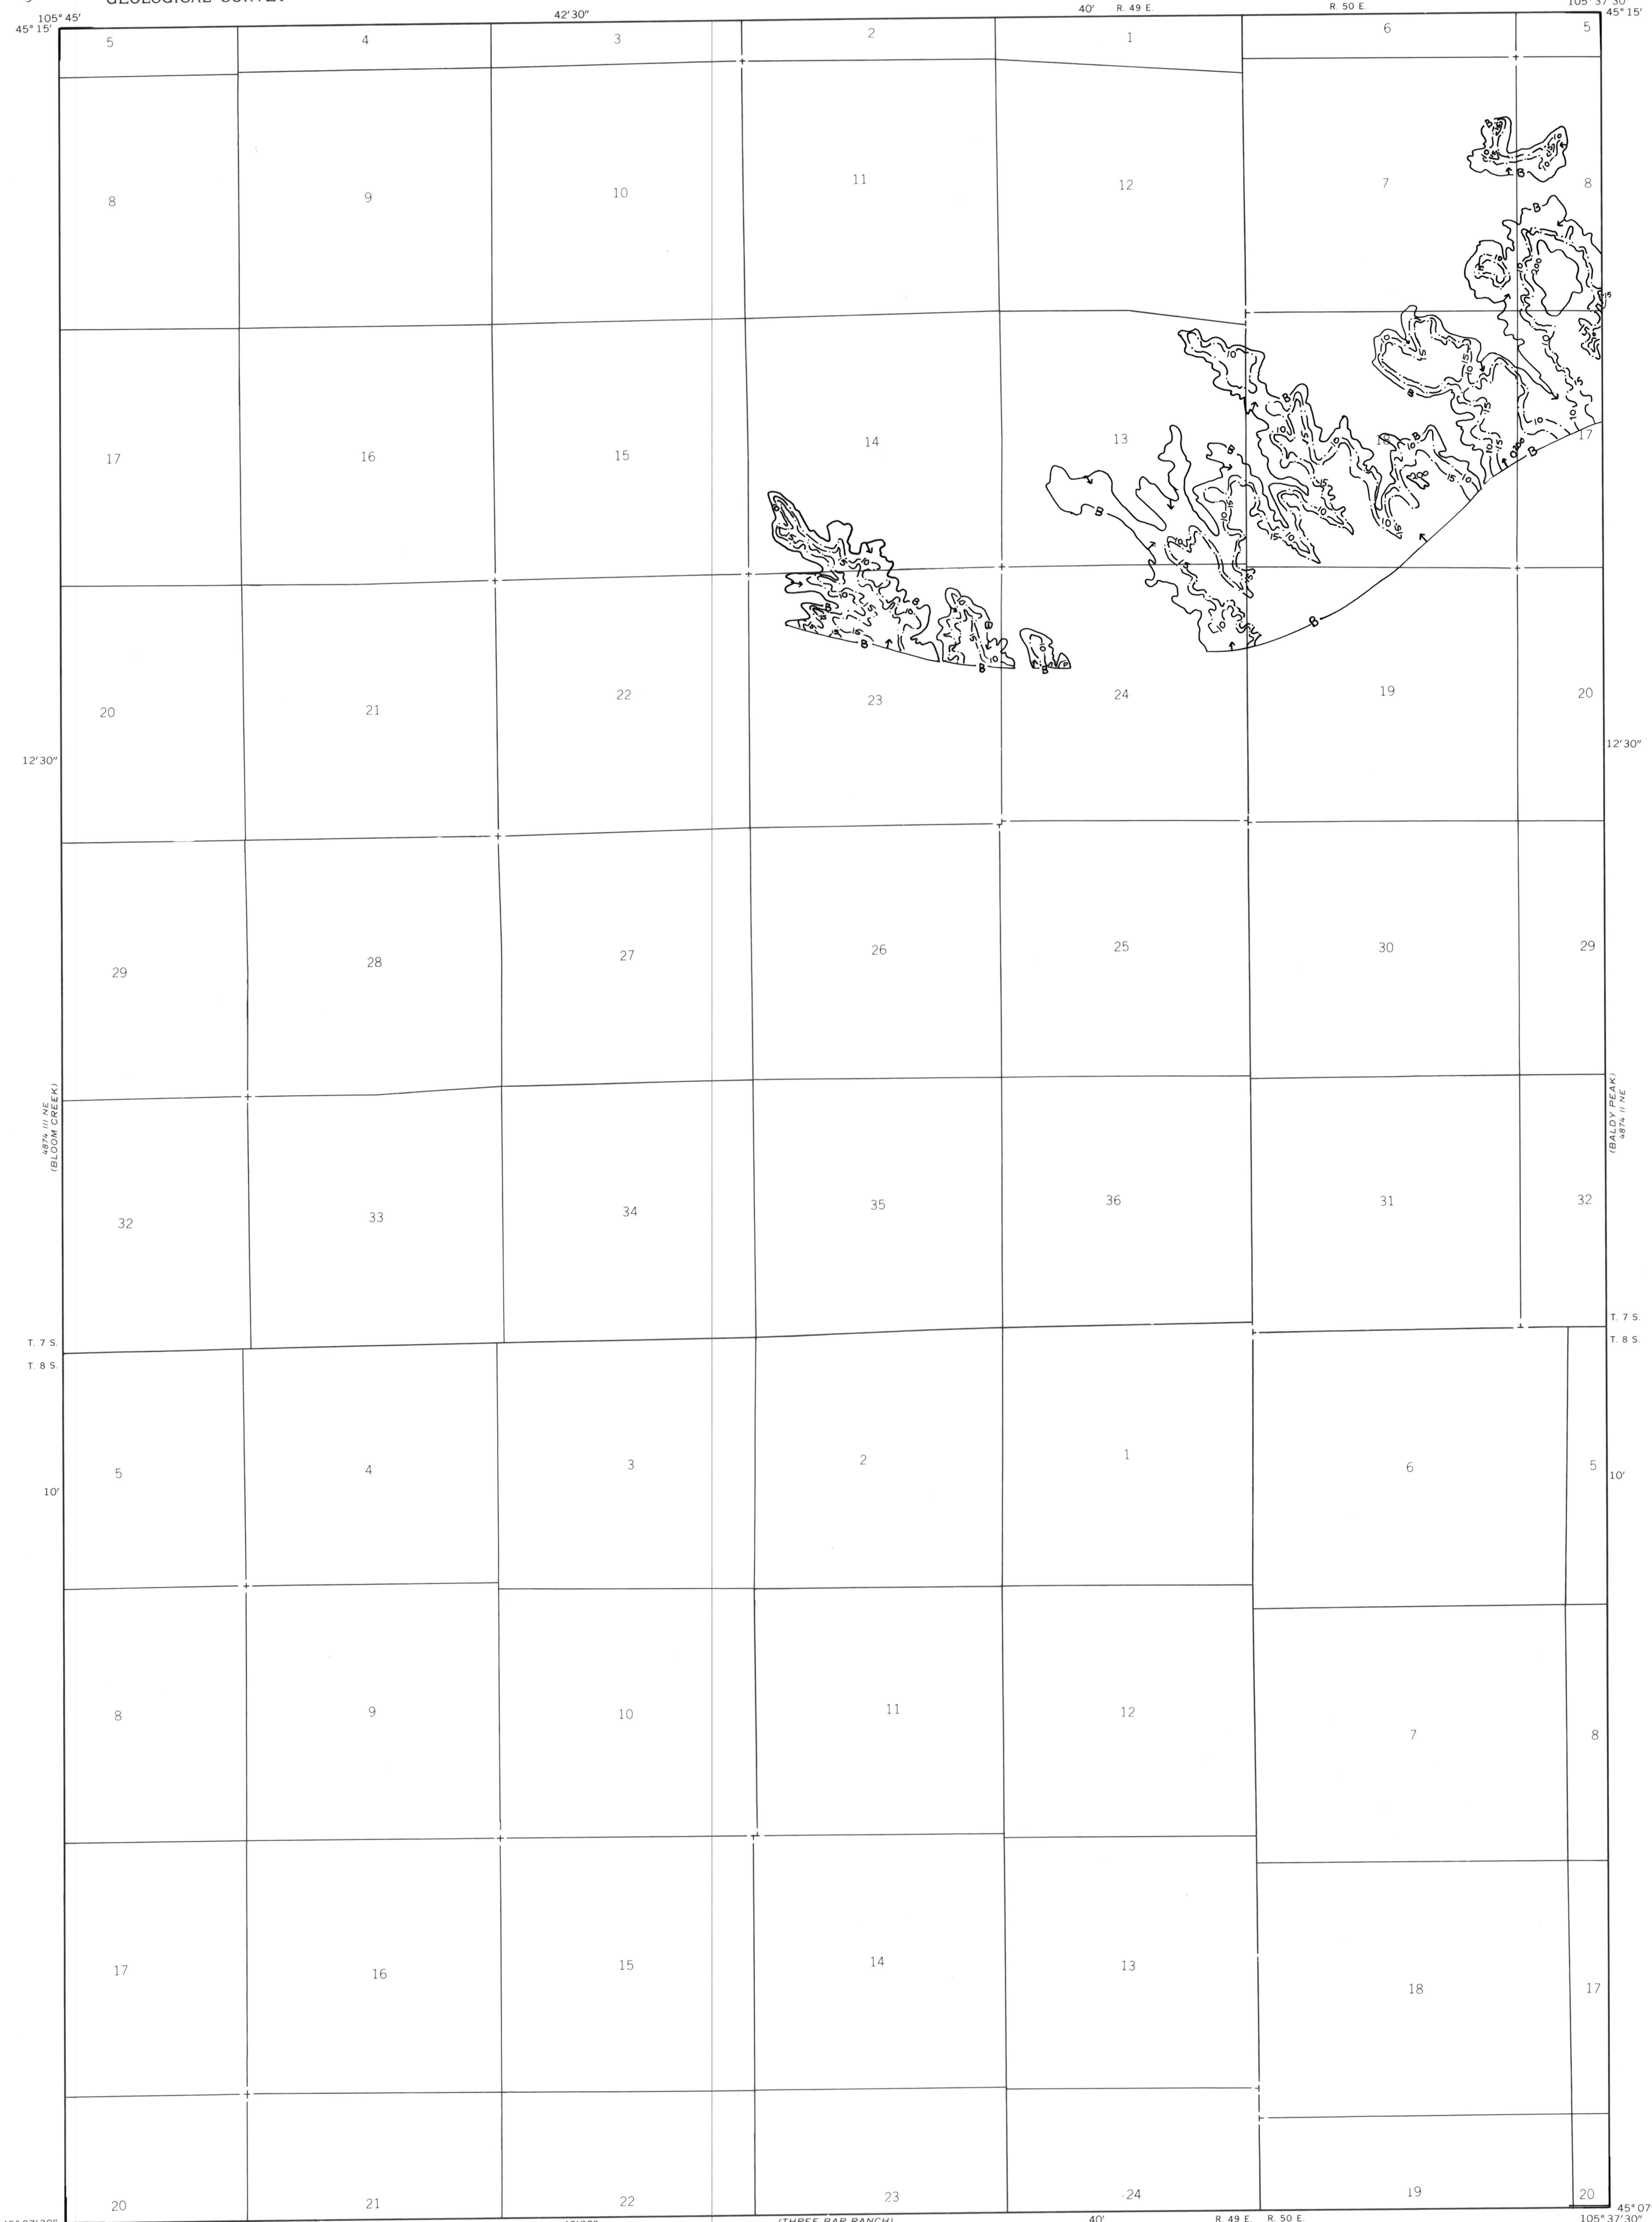 GEOLOGICAL SURVEY
105°45′ 42′30″ 40′ R. 49 E. R. 50 E. 105°37′30″
45°15′ 45°15′
5 4 3 2 1 6 5
8 9 10 11 12 7 8
17 16 15 14 13 18 17
20 21 22 23 24 19 20
12′30″ 12′30″
29 28 27 26 25 30 29
4874 III NE
(BLOOM CREEK)
(BALDY PEAK)
4874 II NE
32 33 34 35 36 31 32
T. 7 S. T. 7 S.
T. 8 S. T. 8 S.
5 4 3 2 1 6 5
10′ 10′
8 9 10 11 12 7 8
17 16 15 14 13 18 17
20 21 22 23 24 19 20
45°07′
(THREE BAR RANCH) 40′ R. 49 E. R. 50 E. 105°37′30″